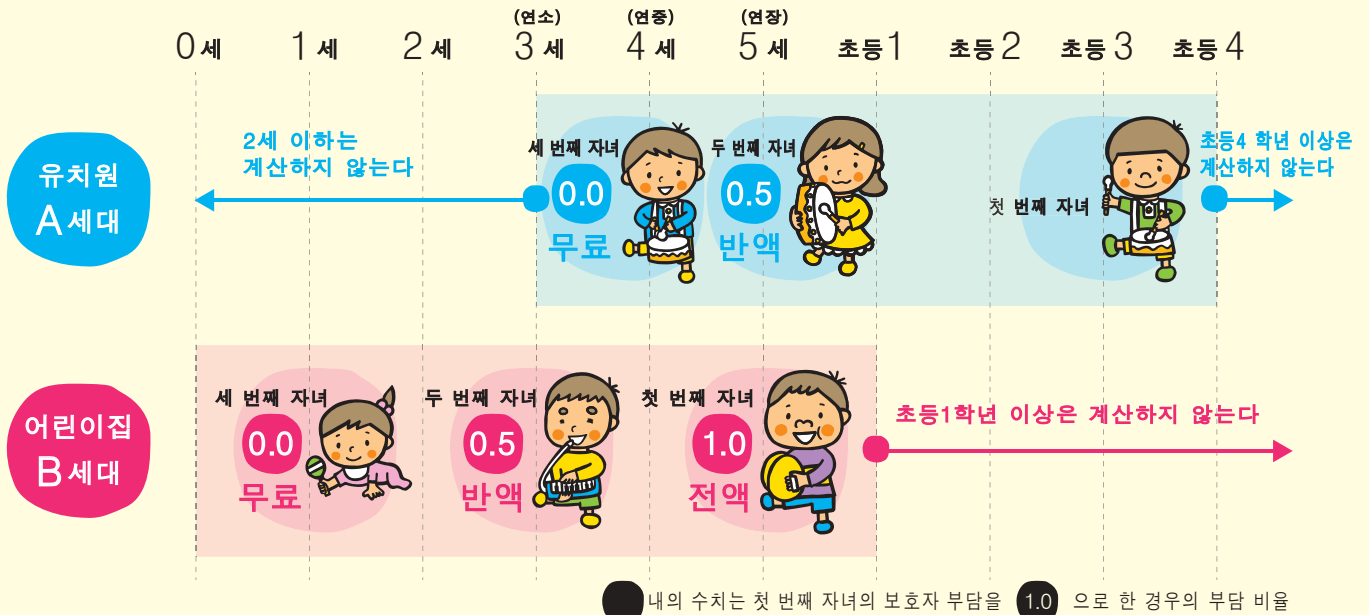 (연소) (연중) (연장)
0 세 1 세 2 세 3 세 4 세 5 세 초등 1 초등 2 초등 3 초등 4
유치원
A 세대
2세 이하는
계산하지 않는다
세 번째 자녀
0.0
무료
두 번째 자녀
0.5
반액
첫 번째 자녀
초등4 학년 이상은
계산하지 않는다
어린이집
B 세대
세 번째 자녀
0.0
무료
두 번째 자녀
0.5
반액
첫 번째 자녀
1.0
전액
초등1학년 이상은 계산하지 않는다
내의 수치는 첫 번째 자녀의 보호자 부담을 1.0 으로 한 경우의 부담 비율